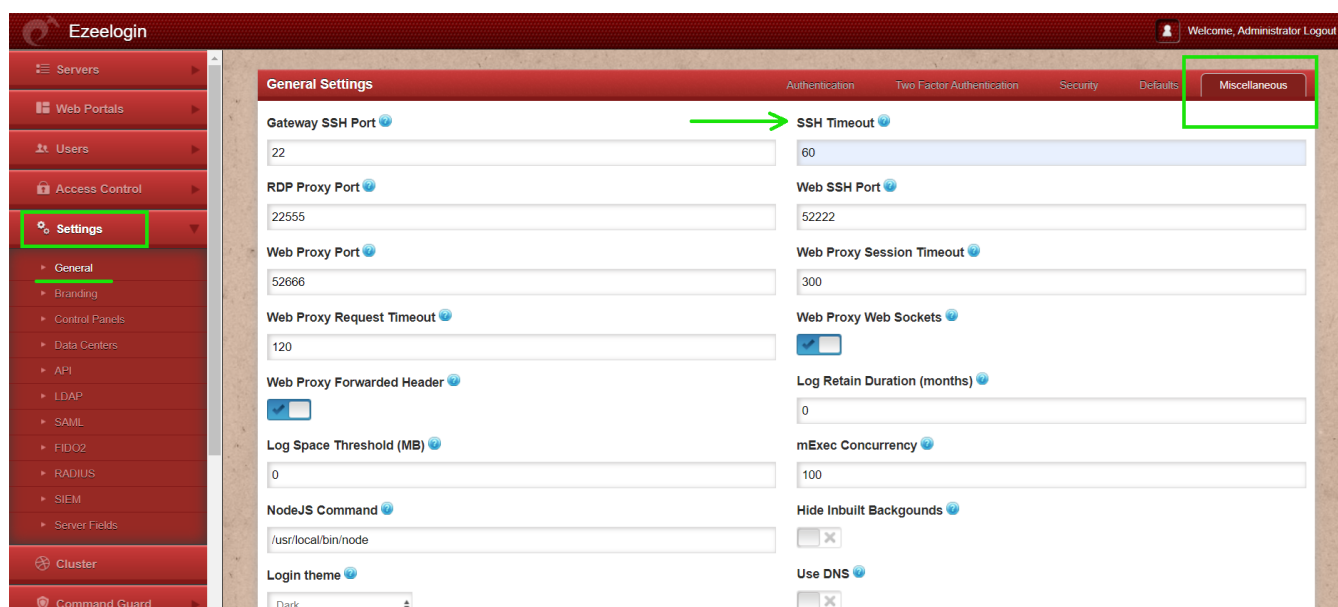 Ezeelogin
Welcome, Administrator Logout
Servers
Web Portals
Users
Access Control
Settings
General
Branding
Control Panels
Data Centers
API
LDAP
SAML
FIDO2
RADIUS
SIEM
Server Fields
Cluster
Command Guard
General Settings
Authentication
Two Factor Authentication
Security
Defaults
Miscellaneous
Gateway SSH Port
22
SSH Timeout
60
RDP Proxy Port
22555
Web SSH Port
52222
Web Proxy Port
52666
Web Proxy Session Timeout
300
Web Proxy Request Timeout
120
Web Proxy Web Sockets
Web Proxy Forwarded Header
Log Retain Duration (months)
0
Log Space Threshold (MB)
0
mExec Concurrency
100
NodeJS Command
/usr/local/bin/node
Hide Inbuilt Backgounds
Login theme
Dark
Use DNS